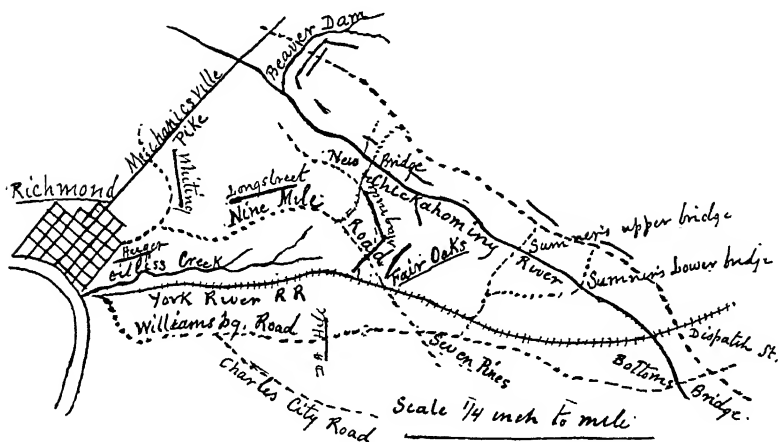 Beaver Dam
Mechanicsville
Pike
Whiting
Richmond
New Bridge
Longstreet
Nine Mile
Road
Chickahominy
River
Sumner's upper bridge
Sumner's Lower bridge
Fair Oaks
Huger
Gilliss Creek
York River RR
Williamsbg. Road
D.H. Hill
Seven Pines
Dispatch St.
Bottoms Bridge.
Charles City Road
Scale 1/4 inch to mile